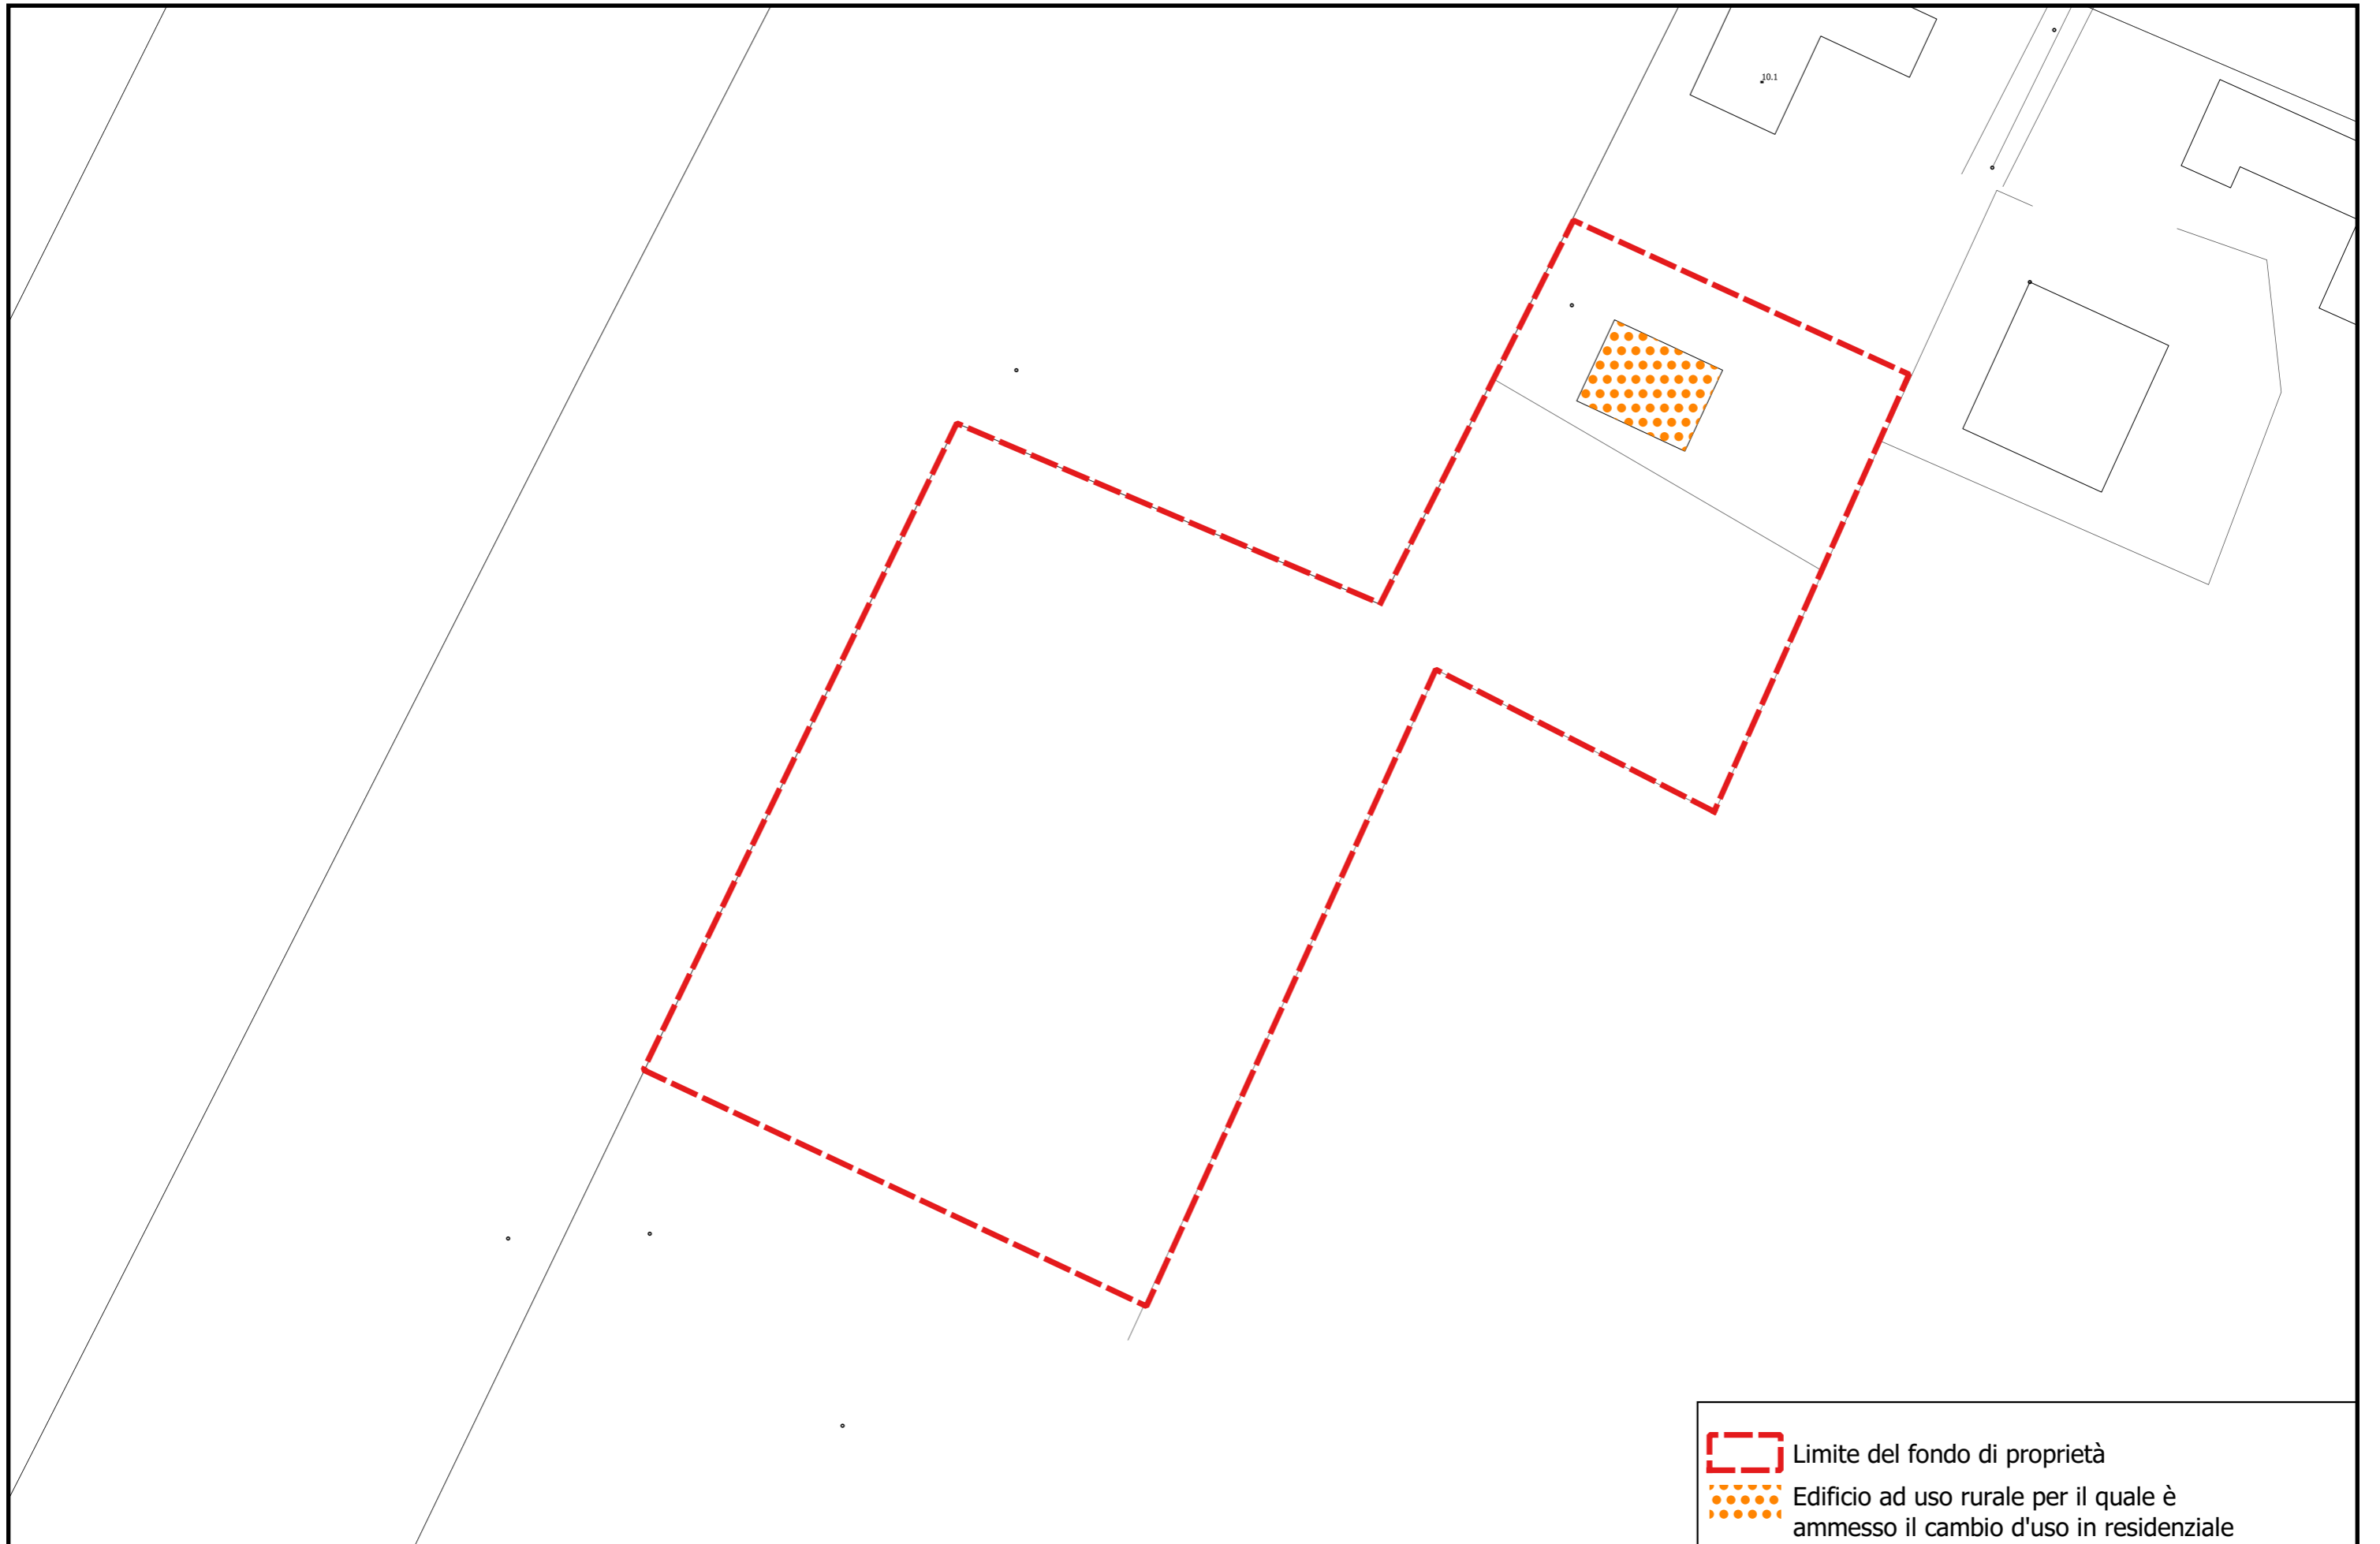 10.1
Limite del fondo di proprietà
Edificio ad uso rurale per il quale è
ammesso il cambio d'uso in residenziale